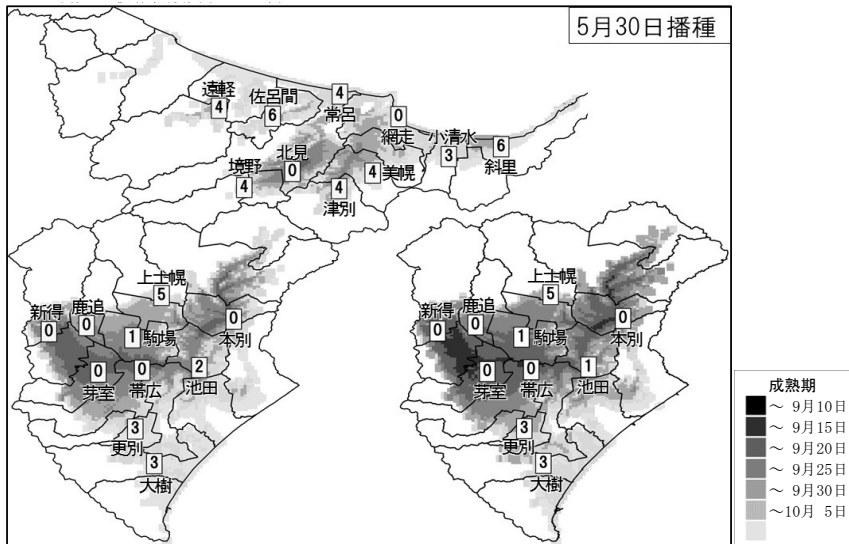 5月30日播種
遠軽
4
佐呂間
6
4
常呂
0
網走
小清水
3
6
斜里
北見
0
境野
4
4
美幌
4
津別
上士幌
5
新得
0
鹿追
0
1
駒場
0
本別
0
芽室
0
帯広
2
池田
3
更別
3
大樹
上士幌
5
新得
0
鹿追
0
1
駒場
0
本別
0
芽室
0
帯広
1
池田
3
更別
3
大樹
成熟期
~ 9月10日
~ 9月15日
~ 9月20日
~ 9月25日
~ 9月30日
~10月 5日